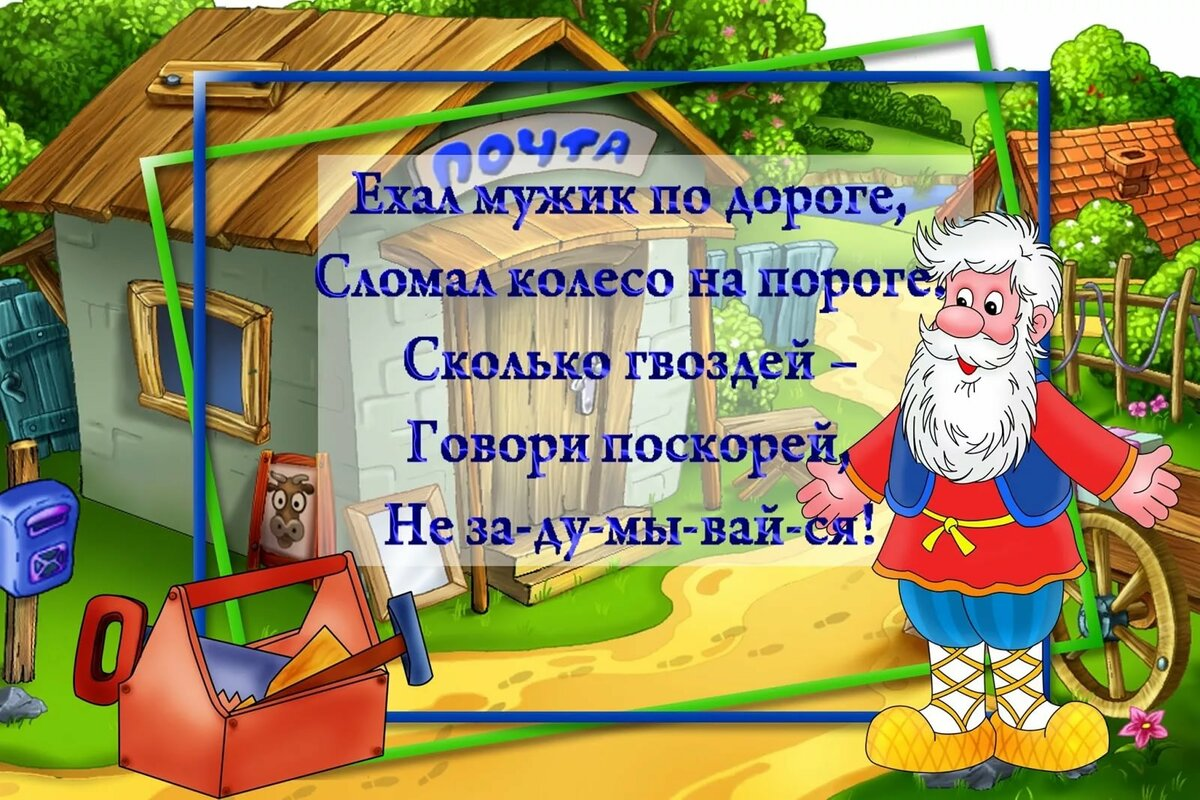 ПОЧТА
Ехал мужик по дороге,
Сломал колесо на пороге.
Сколько гвоздей –
Говори поскорей,
Не за-ду-мы-вай-ся!